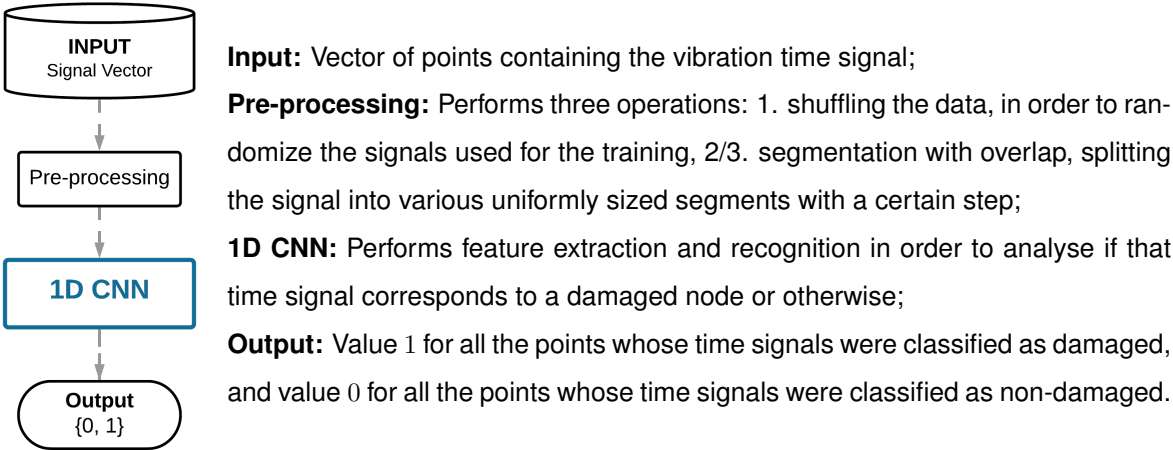 INPUT
Signal Vector
Pre-processing
1D CNN
Output
{0, 1}
Input: Vector of points containing the vibration time signal;
Pre-processing: Performs three operations: 1. shuffling the data, in order to ran-
domize the signals used for the training, 2/3. segmentation with overlap, splitting
the signal into various uniformly sized segments with a certain step;
1D CNN: Performs feature extraction and recognition in order to analyse if that
time signal corresponds to a damaged node or otherwise;
Output: Value 1 for all the points whose time signals were classified as damaged,
and value 0 for all the points whose time signals were classified as non-damaged.